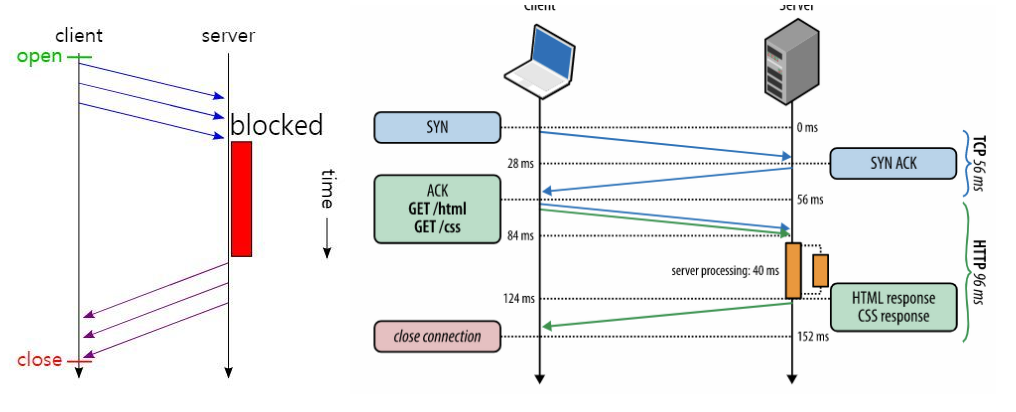 client
server
open
blocked
time
close
Client
Server
SYN
0 ms
28 ms
SYN ACK
TCP 56 ms
ACK
GET /html
GET /css
56 ms
84 ms
server processing: 40 ms
HTTP 96 ms
124 ms
HTML response
CSS response
close connection
152 ms